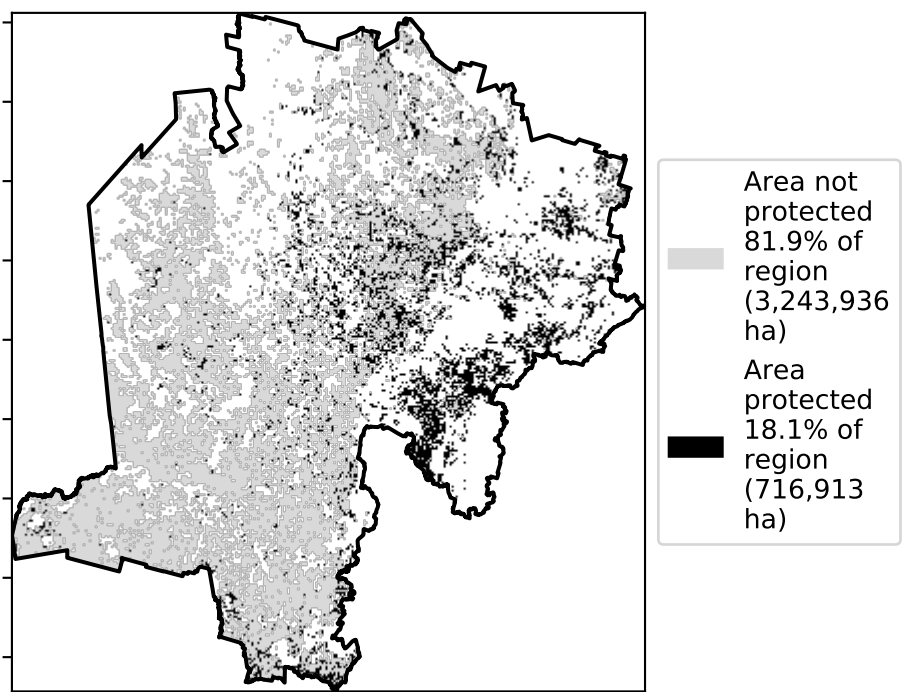 Area not
protected
81.9% of
region
(3,243,936
ha)
Area
protected
18.1% of
region
(716,913
ha)